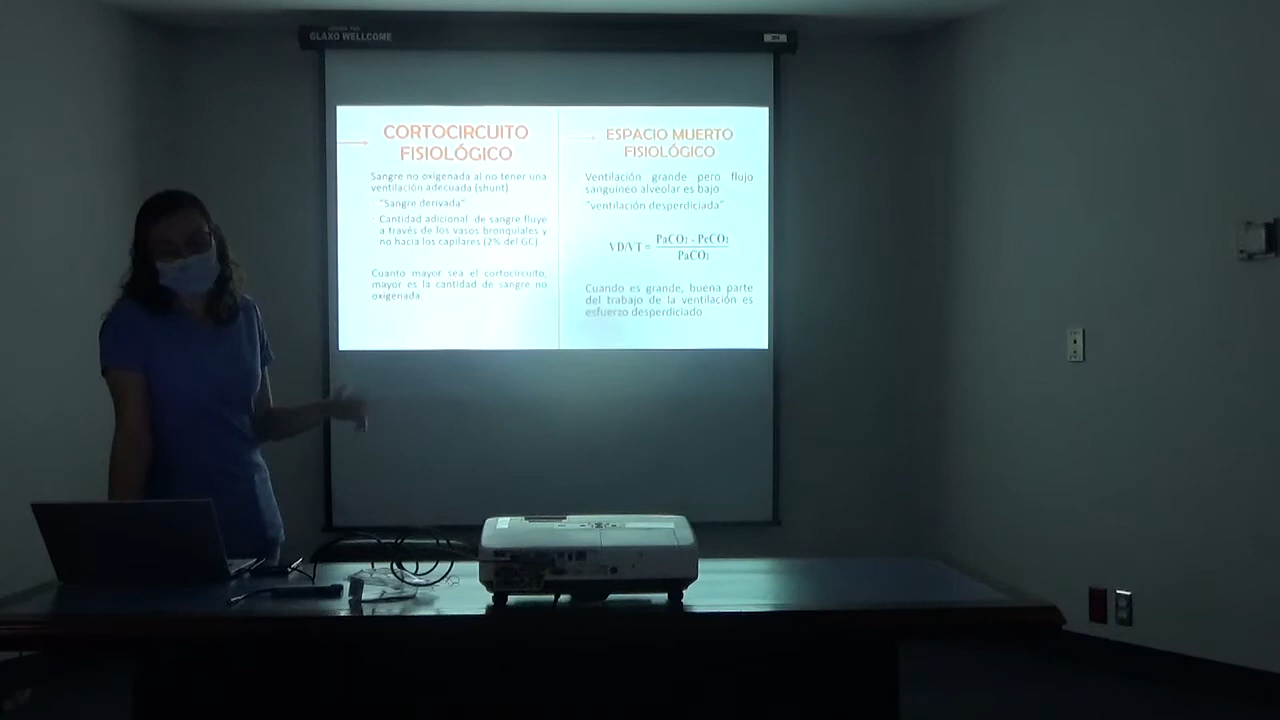 GLAXO WELLCOME
CORTOCIRCUITO
FISIOLÓGICO
Sangre no oxigenada al no tener una
ventilación adecuada (shunt)
"Sangre derivada"
Cantidad adicional de sangre fluye
a través de los vasos bronquiales y
no hacia los capilares (2% del GC)
Cuanto mayor sea el cortocircuito,
mayor es la cantidad de sangre no
oxigenada
ESPACIO MUERTO
FISIOLÓGICO
Ventilación grande pero flujo
sanguíneo alveolar es bajo
"ventilación desperdiciada"
VD/VT = PaCO₂ - PeCO₂
PaCO₂
Cuando es grande, buena parte
del trabajo de la ventilación es
esfuerzo desperdiciado